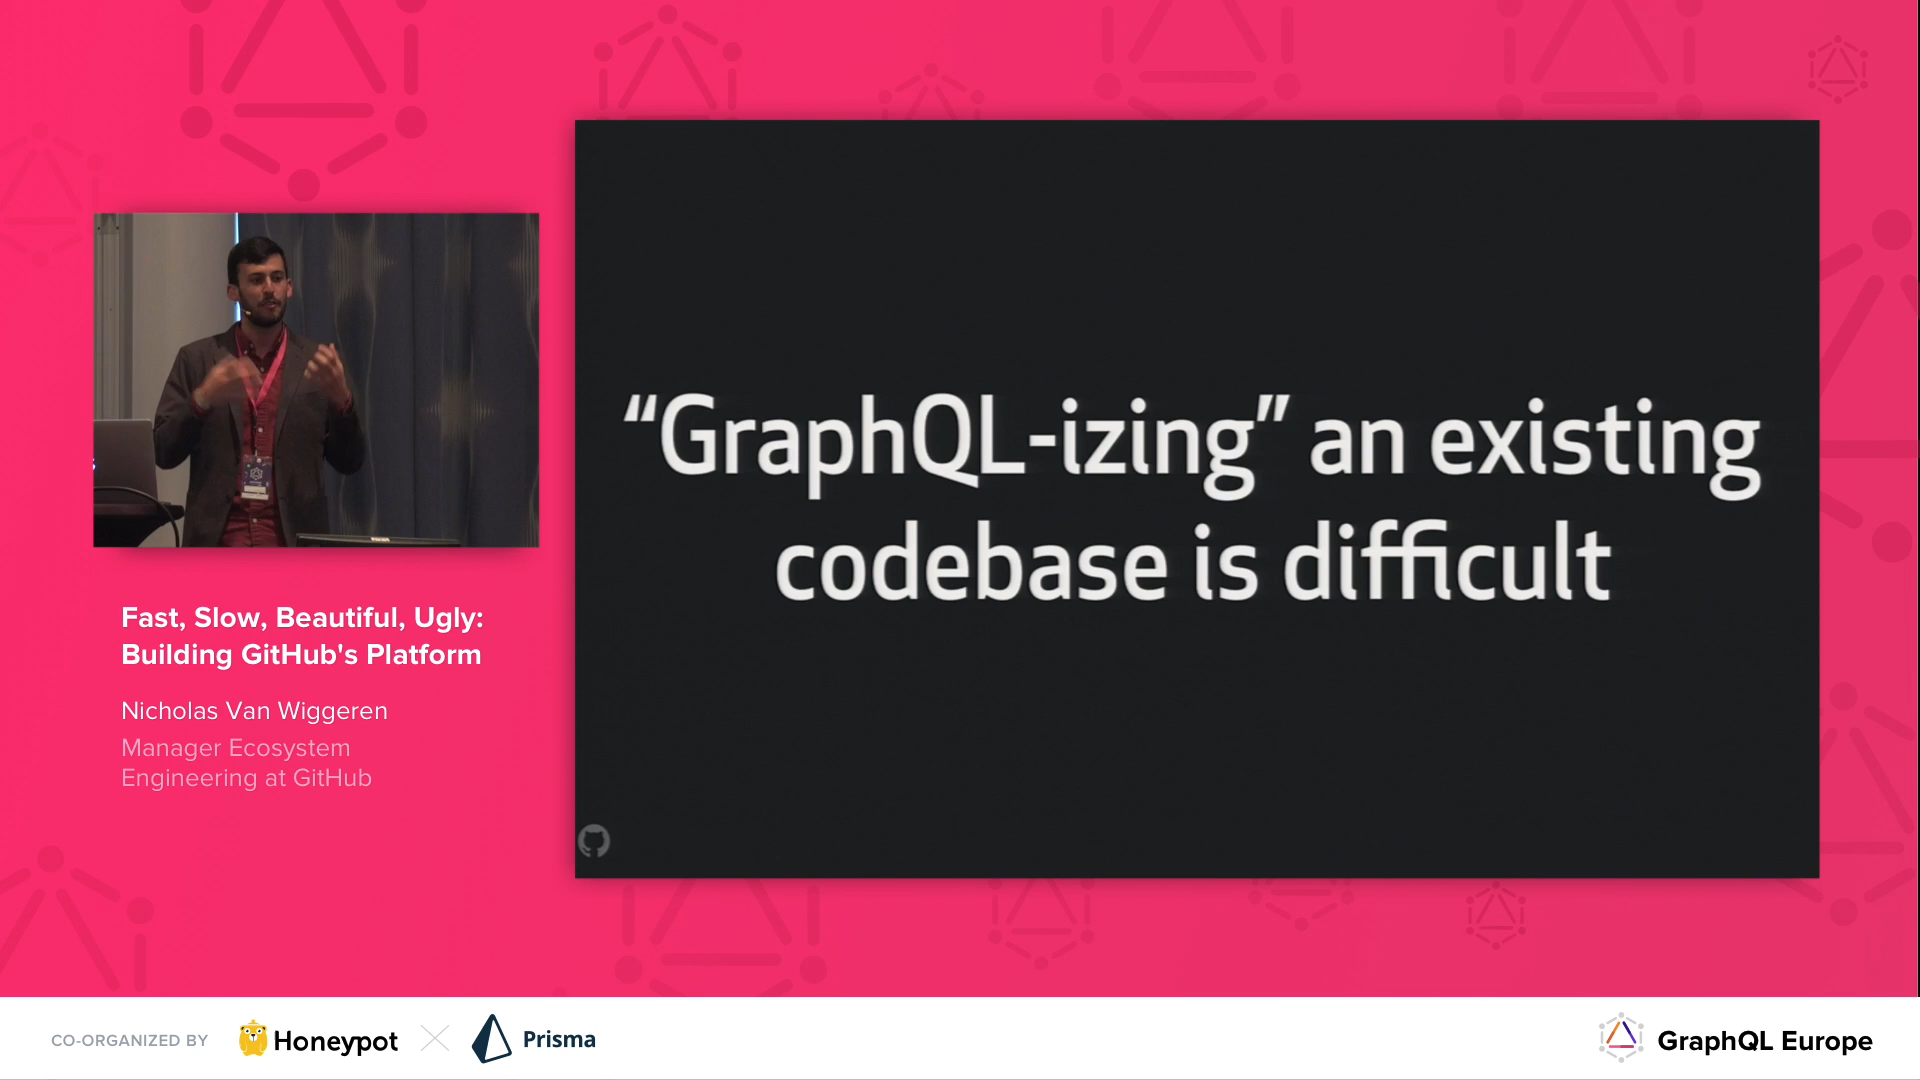 “GraphQL-izing” an existing
codebase is difficult
Fast, Slow, Beautiful, Ugly:
Building GitHub's Platform
Nicholas Van Wiggeren
Manager Ecosystem
Engineering at GitHub
CO-ORGANIZED BY
Honeypot
Prisma
GraphQL Europe